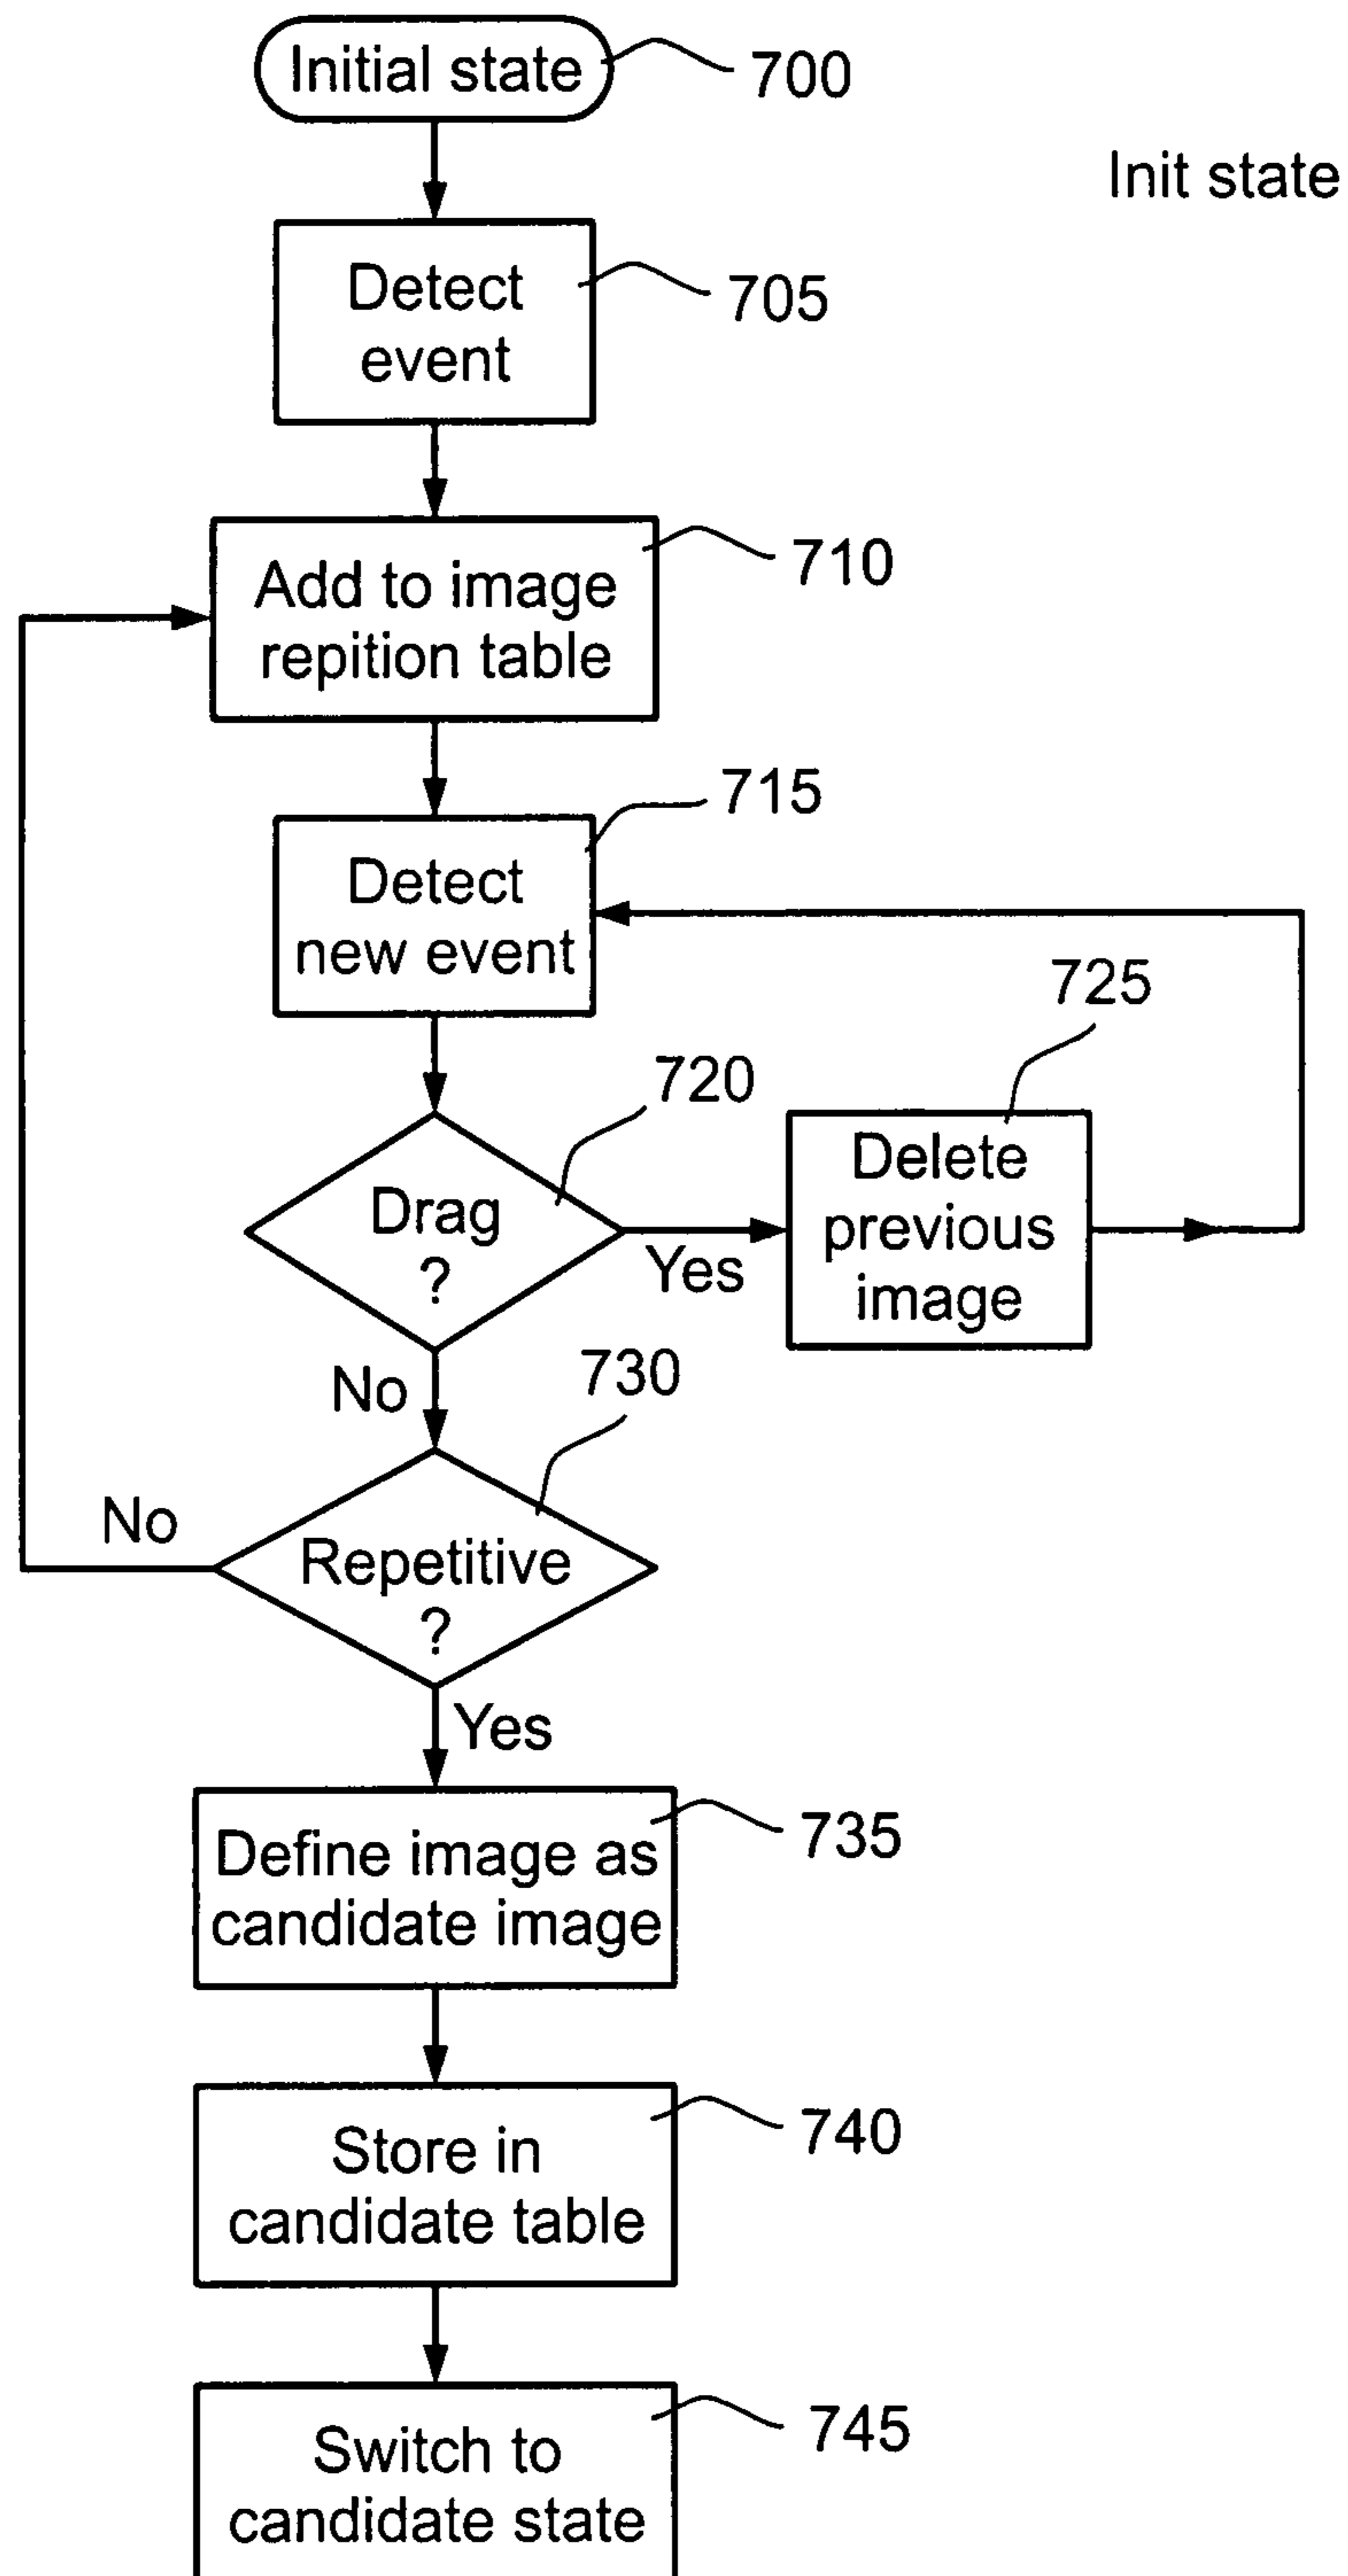 Initial state
700
Init state
Detect
event
705
Add to image
repition table
710
Detect
new event
715
Drag
?
720
Yes
Delete
previous
image
725
No
Repetitive
?
730
No
Yes
Define image as
candidate image
735
Store in
candidate table
740
Switch to
candidate state
745